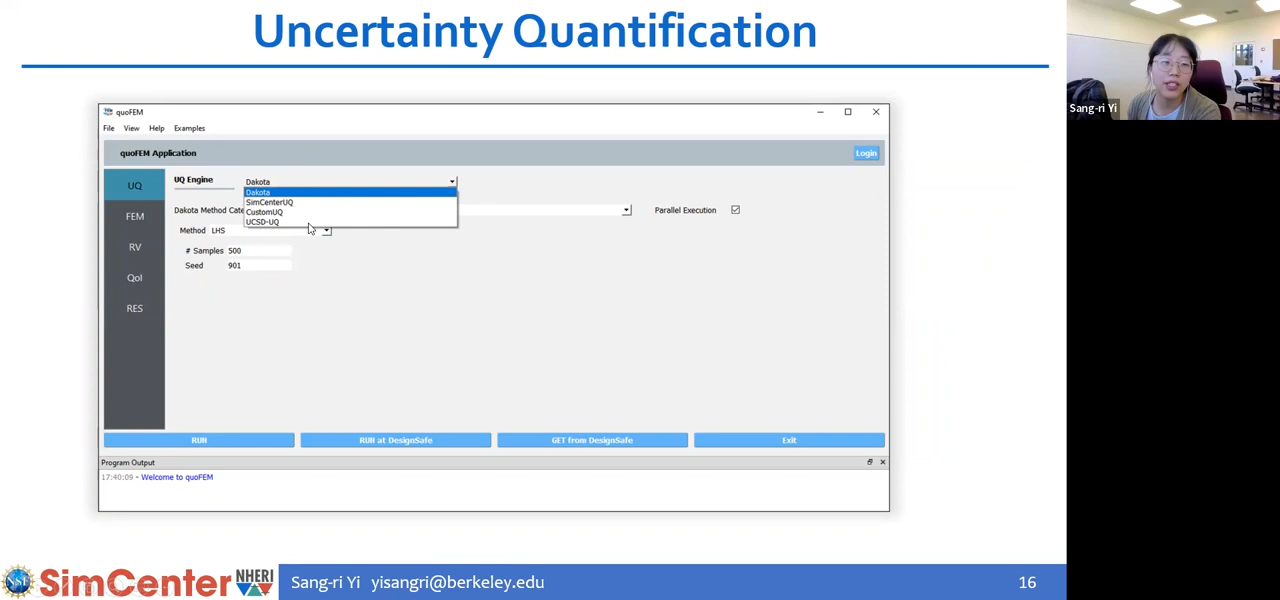 Uncertainty Quantification
Sang-ri Yi
quoFEM
File View Help Examples
quoFEM Application
Login
UQ
FEM
RV
QoI
RES
UQ Engine
Dakota
Dakota
SimCenterUQ
CustomUQ
UCSD-UQ
Dakota Method Cate
Parallel Execution
Method LHS
# Samples 500
Seed 901
RUN
RUN at DesignSafe
GET from DesignSafe
Exit
Program Output
17:40:09 - Welcome to quoFEM
NSF
SimCenter
NHERI
Sang-ri Yi yisangri@berkeley.edu
16